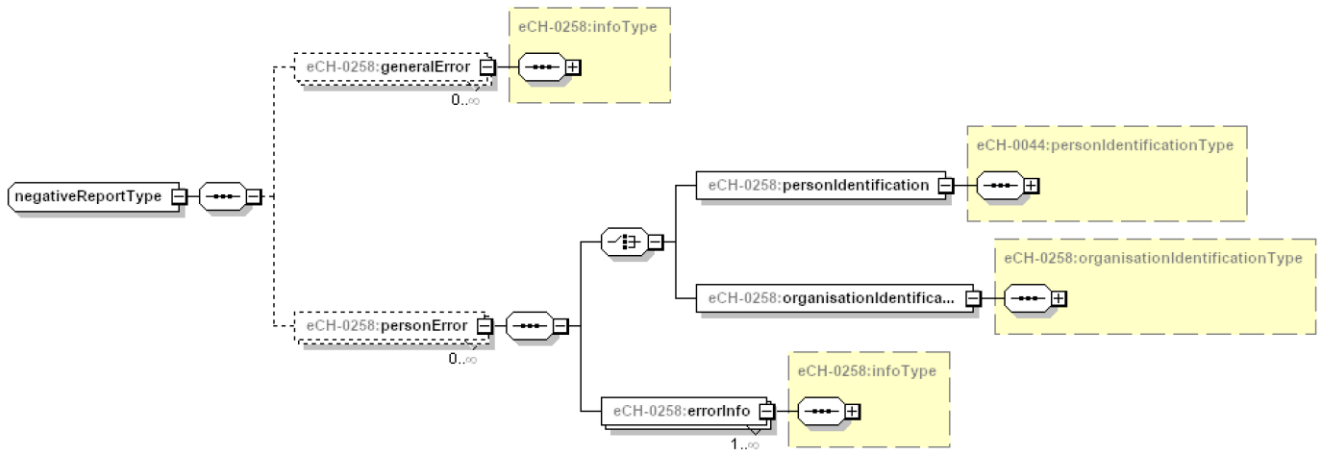 eCH-0258:infoType
eCH-0258:generalError
0..∞
eCH-0044:personIdentificationType
eCH-0258:personIdentification
negativeReportType
eCH-0258:organisationIdentificationType
eCH-0258:organisationIdentifica...
eCH-0258:personError
0..∞
eCH-0258:infoType
eCH-0258:errorInfo
1..∞